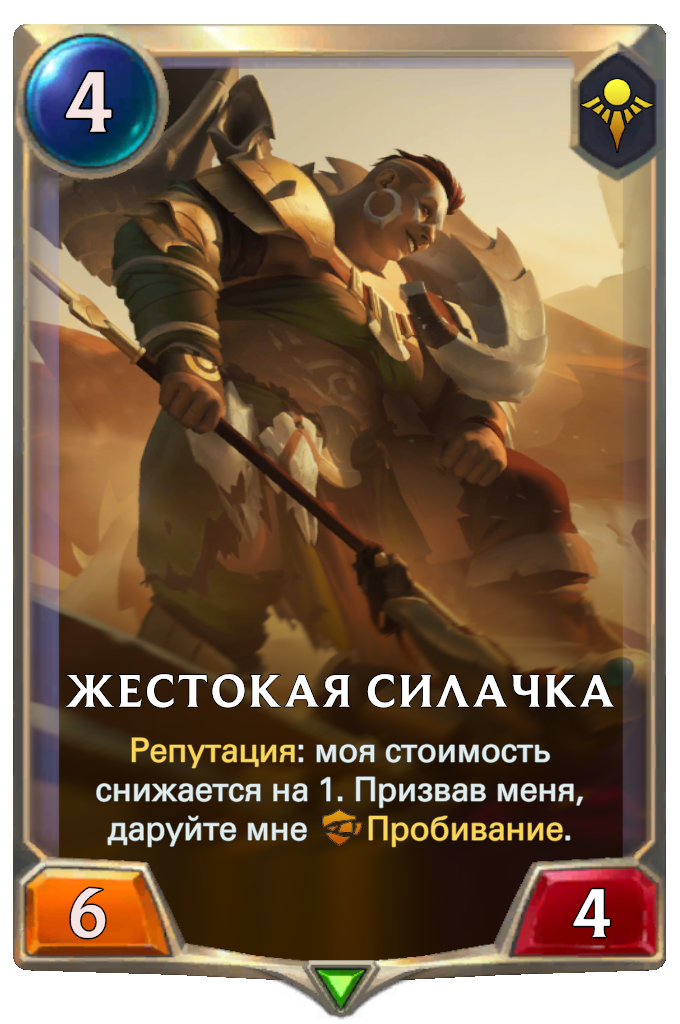 4
ЖЕСТОКАЯ СИЛАЧКА
Репутация: моя стоимость
снижается на 1. Призвав меня,
даруйте мне Пробивание.
6
4